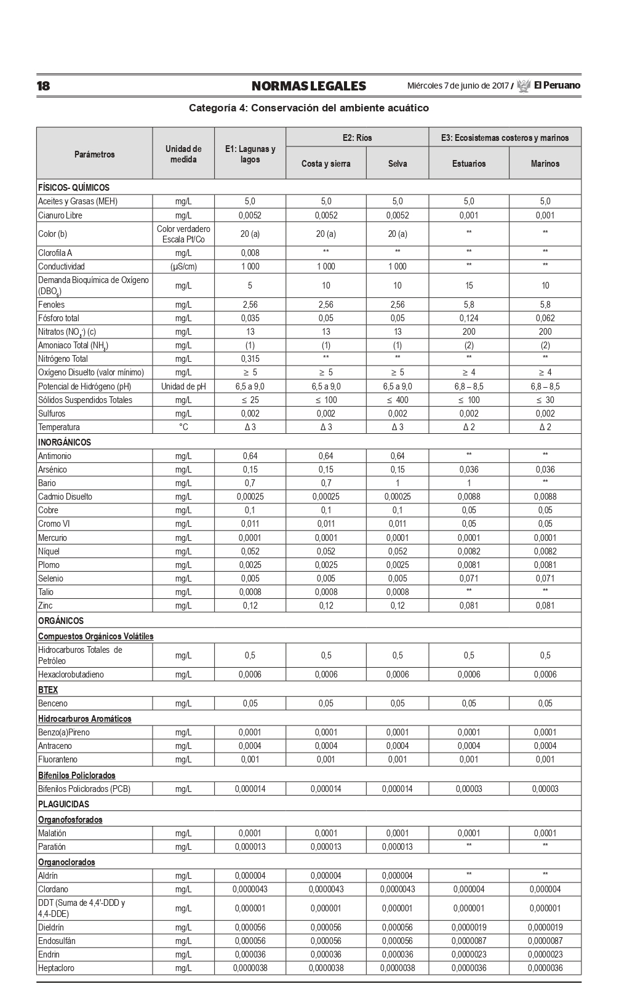 18 NORMAS LEGALES Miércoles 7 de junio de 2017 / El Peruano
Categoría 4: Conservación del ambiente acuático
Parámetros Unidad de medida E1: Lagunas y lagos E2: Ríos E3: Ecosistemas costeros y marinos
Costa y sierra Selva Estuarios Marinos
FÍSICOS- QUÍMICOS
Aceites y Grasas (MEH) mg/L 5,0 5,0 5,0 5,0 5,0
Cianuro Libre mg/L 0,0052 0,0052 0,0052 0,001 0,001
Color (b) Color verdadero Escala Pt/Co 20 (a) 20 (a) 20 (a) ** **
Clorofila A mg/L 0,008 ** ** ** **
Conductividad (µS/cm) 1 000 1 000 1 000 ** **
Demanda Bioquímica de Oxígeno (DBO5) mg/L 5 10 10 15 10
Fenoles mg/L 2,56 2,56 2,56 5,8 5,8
Fósforo total mg/L 0,035 0,05 0,05 0,124 0,062
Nitratos (NO3-) (c) mg/L 13 13 13 200 200
Amoniaco Total (NH3) mg/L (1) (1) (1) (2) (2)
Nitrógeno Total mg/L 0,315 ** ** ** **
Oxígeno Disuelto (valor mínimo) mg/L ≥ 5 ≥ 5 ≥ 5 ≥ 4 ≥ 4
Potencial de Hidrógeno (pH) Unidad de pH 6,5 a 9,0 6,5 a 9,0 6,5 a 9,0 6,8 – 8,5 6,8 – 8,5
Sólidos Suspendidos Totales mg/L ≤ 25 ≤ 100 ≤ 400 ≤ 100 ≤ 30
Sulfuros mg/L 0,002 0,002 0,002 0,002 0,002
Temperatura °C Δ 3 Δ 3 Δ 3 Δ 2 Δ 2
INORGÁNICOS
Antimonio mg/L 0,64 0,64 0,64 ** **
Arsénico mg/L 0,15 0,15 0,15 0,036 0,036
Bario mg/L 0,7 0,7 1 1 **
Cadmio Disuelto mg/L 0,00025 0,00025 0,00025 0,0088 0,0088
Cobre mg/L 0,1 0,1 0,1 0,05 0,05
Cromo VI mg/L 0,011 0,011 0,011 0,05 0,05
Mercurio mg/L 0,0001 0,0001 0,0001 0,0001 0,0001
Níquel mg/L 0,052 0,052 0,052 0,0082 0,0082
Plomo mg/L 0,0025 0,0025 0,0025 0,0081 0,0081
Selenio mg/L 0,005 0,005 0,005 0,071 0,071
Talio mg/L 0,0008 0,0008 0,0008 ** **
Zinc mg/L 0,12 0,12 0,12 0,081 0,081
ORGÁNICOS
Compuestos Orgánicos Volátiles
Hidrocarburos Totales de Petróleo mg/L 0,5 0,5 0,5 0,5 0,5
Hexaclorobutadieno mg/L 0,0006 0,0006 0,0006 0,0006 0,0006
BTEX
Benceno mg/L 0,05 0,05 0,05 0,05 0,05
Hidrocarburos Aromáticos
Benzo(a)Pireno mg/L 0,0001 0,0001 0,0001 0,0001 0,0001
Antraceno mg/L 0,0004 0,0004 0,0004 0,0004 0,0004
Fluoranteno mg/L 0,001 0,001 0,001 0,001 0,001
Bifenilos Policlorados
Bifenilos Policlorados (PCB) mg/L 0,000014 0,000014 0,000014 0,00003 0,00003
PLAGUICIDAS
Organofosforados
Malatión mg/L 0,0001 0,0001 0,0001 0,0001 0,0001
Paratión mg/L 0,000013 0,000013 0,000013 ** **
Organoclorados
Aldrín mg/L 0,000004 0,000004 0,000004 ** **
Clordano mg/L 0,0000043 0,0000043 0,0000043 0,000004 0,000004
DDT (Suma de 4,4'-DDD y 4,4-DDE) mg/L 0,000001 0,000001 0,000001 0,000001 0,000001
Dieldrín mg/L 0,000056 0,000056 0,000056 0,0000019 0,0000019
Endosulfán mg/L 0,000056 0,000056 0,000056 0,0000087 0,0000087
Endrin mg/L 0,000036 0,000036 0,000036 0,0000023 0,0000023
Heptacloro mg/L 0,0000038 0,0000038 0,0000038 0,0000036 0,0000036